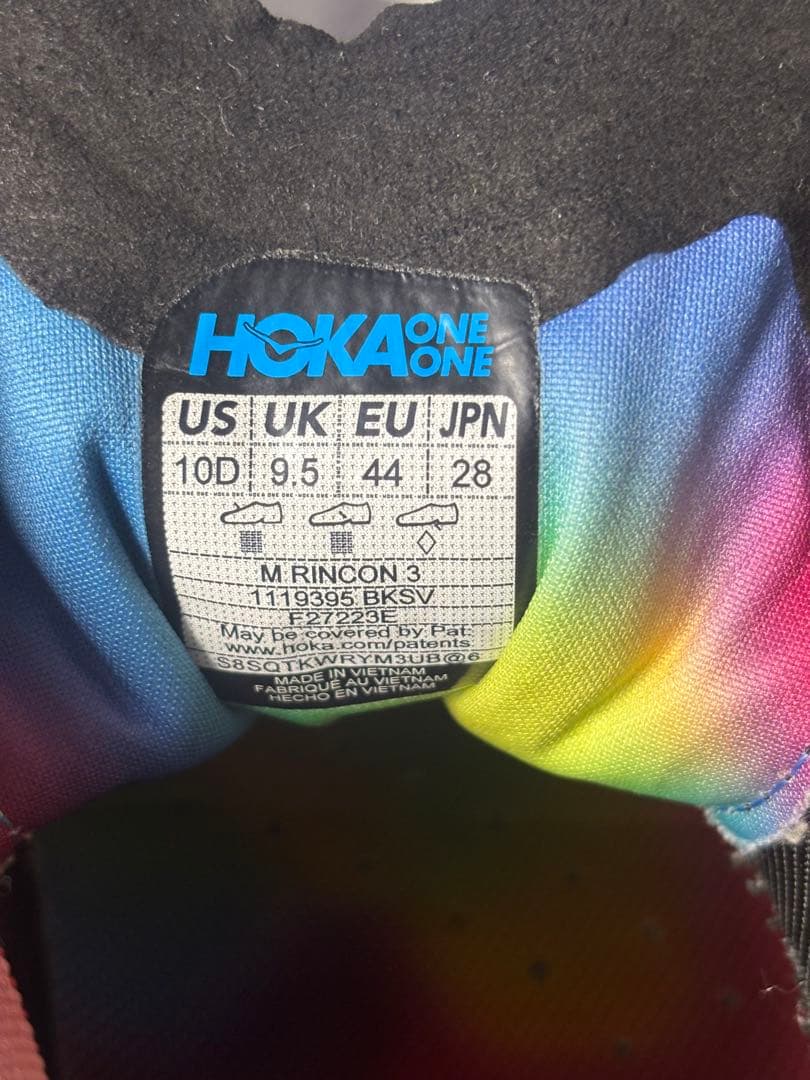 HOKA ONE ONE
US UK EU JPN
10D 9.5 44 28
M RINCON 3
1119395 BKSV
F27223E
May be covered by Pat:
www.hoka.com/patents
S8SQTKWRYM3UB@6
MADE IN VIETNAM
FABRIQUÉ AU VIETNAM
HECHO EN VIETNAM